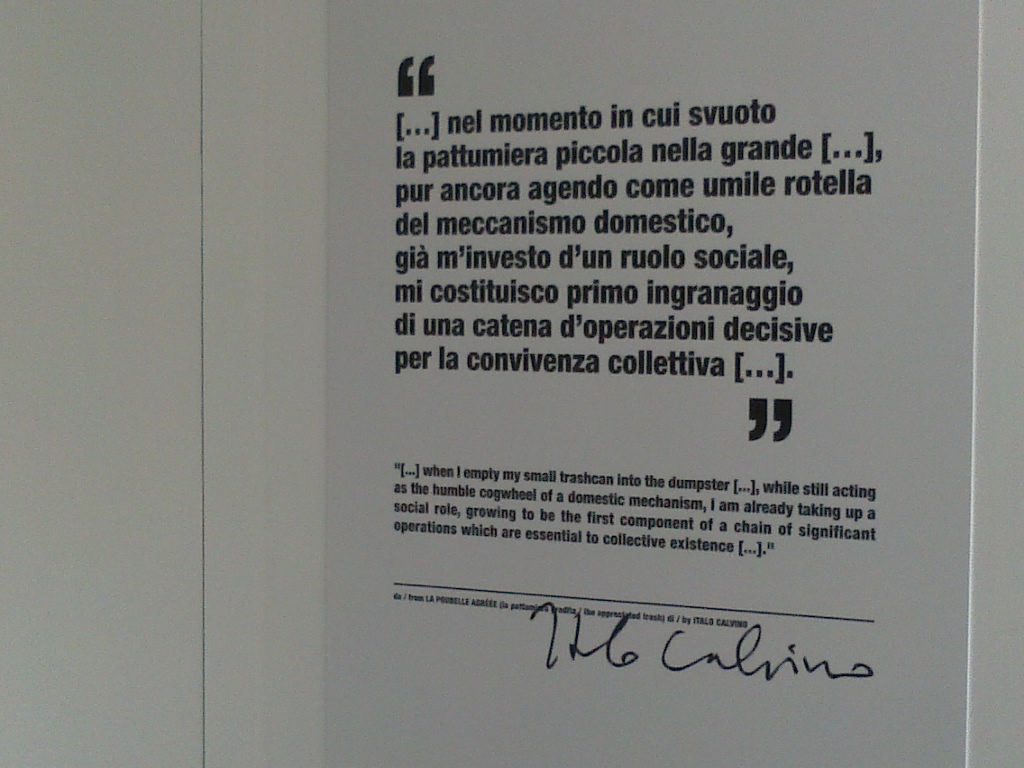 “
[...] nel momento in cui svuoto
la pattumiera piccola nella grande [...],
pur ancora agendo come umile rotella
del meccanismo domestico,
già m’investo d’un ruolo sociale,
mi costituisco primo ingranaggio
di una catena d’operazioni decisive
per la convivenza collettiva [...].
”
"[...] when I empty my small trashcan into the dumpster [...], while still acting
as the humble cogwheel of a domestic mechanism, I am already taking up a
social role, growing to be the first component of a chain of significant
operations which are essential to collective existence [...]."
da / from LA POUBELLE AGRÉÉE (la pattumiera gradita / the appreciated trash) di / by ITALO CALVINO
Italo Calvino